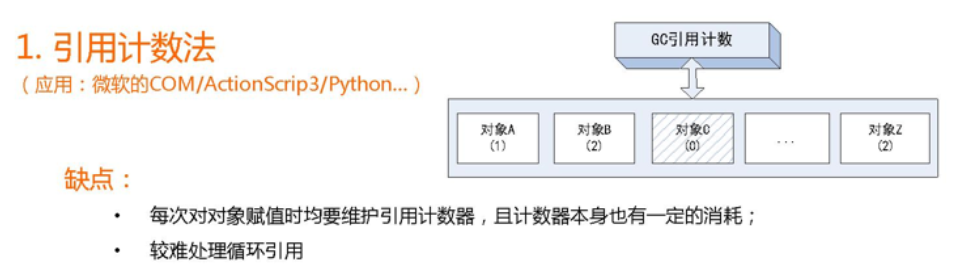 1. 引用计数法
（应用：微软的COM/ActionScrip3/Python...）
GC引用计数
对象A
(1)
对象B
(2)
对象C
(0)
...
对象Z
(2)
缺点：
• 每次对对象赋值时均要维护引用计数器，且计数器本身也有一定的消耗；
• 较难处理循环引用